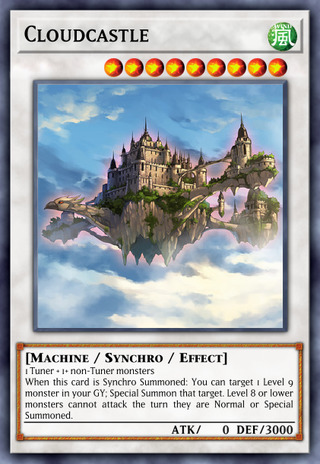 Cloudcastle
WIND
風
[Machine / Synchro / Effect]
1 Tuner + 1+ non-Tuner monsters
When this card is Synchro Summoned: You can target 1 Level 9
monster in your GY; Special Summon that target. Level 8 or lower
monsters cannot attack the turn they are Normal or Special
Summoned.
ATK/ 0 DEF/3000